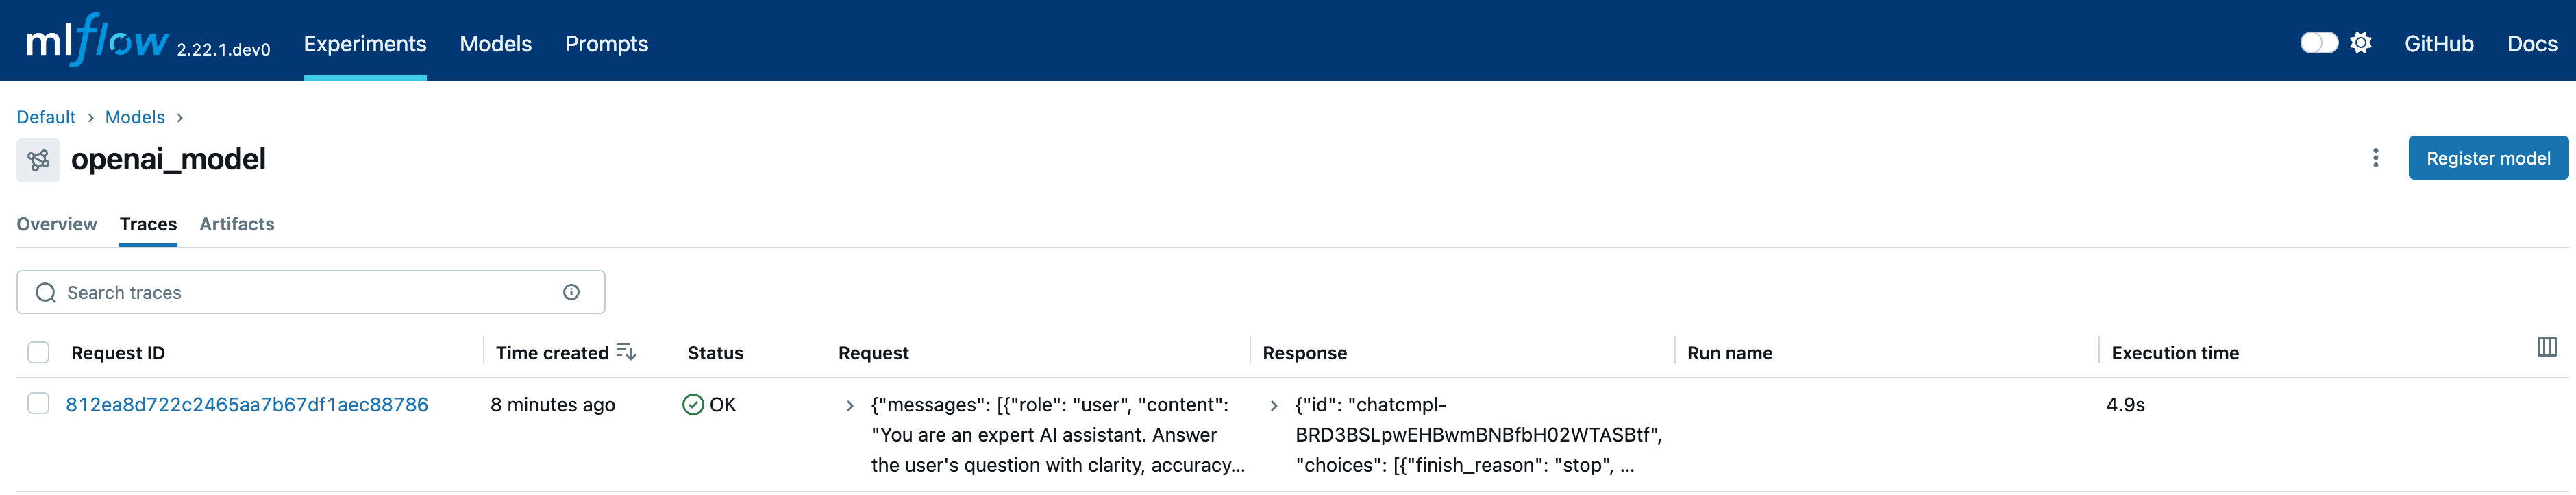 mlflow 2.22.1.dev0 Experiments Models Prompts GitHub Docs
Default > Models >
openai_model Register model
Overview Traces Artifacts
Search traces
Request ID Time created Status Request Response Run name Execution time
812ea8d722c2465aa7b67df1aec88786 8 minutes ago OK {"messages": [{"role": "user", "content": {"id": "chatcmpl- 4.9s
"You are an expert AI assistant. Answer BRD3BSLpwEHBwmBNBfbH02WTASBtf",
the user's question with clarity, accuracy... "choices": [{"finish_reason": "stop", ...